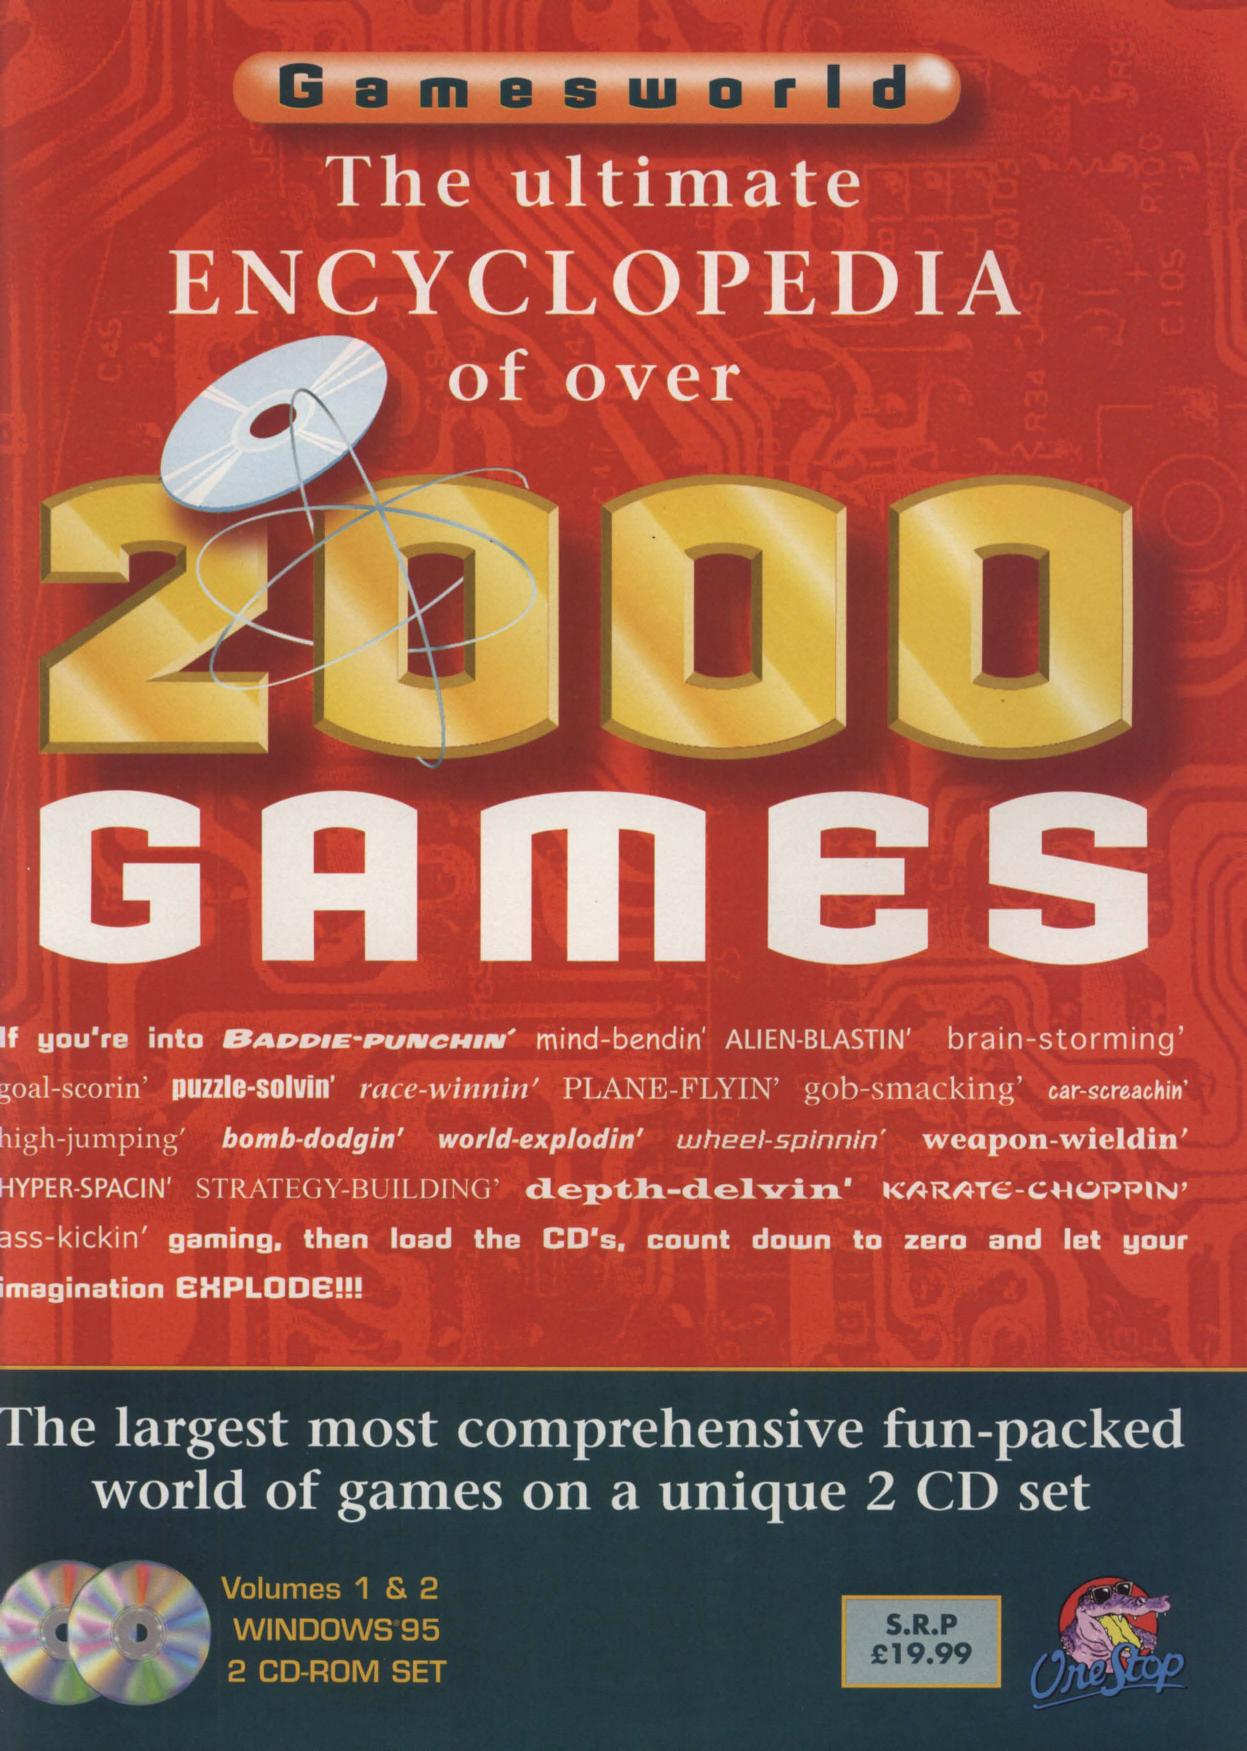 Gamesworld
The ultimate
ENCYCLOPEDIA
of over
2000
GAMES
If you're into BADDIE-PUNCHIN' mind-bendin' ALIEN-BLASTIN' brain-storming'
goal-scorin' puzzle-solvin' race-winnin' PLANE-FLYIN' gob-smacking' car-screachin'
high-jumping' bomb-dodgin' world-explodin' wheel-spinnin' weapon-wieldin'
HYPER-SPACIN' STRATEGY-BUILDING' depth-delvin' KARATE-CHOPPIN'
ass-kickin' gaming, then load the CD's, count down to zero and let your
imagination EXPLODE!!!
The largest most comprehensive fun-packed
world of games on a unique 2 CD set
Volumes 1 & 2
WINDOWS®95
2 CD-ROM SET
S.R.P
£19.99
OneStop